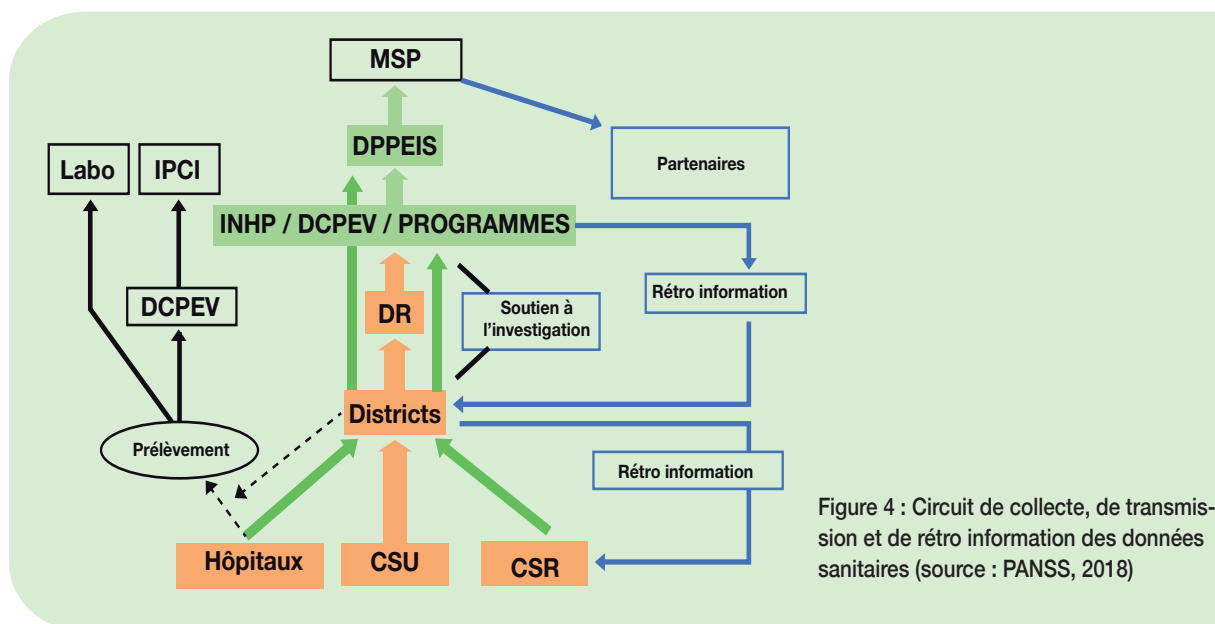 MSP
DPPEIS
Partenaires
Labo
IPCI
INHP / DCPEV / PROGRAMMES
DCPEV
DR
Soutien à
l'investigation
Rétro information
Districts
Prélèvement
Rétro information
Hôpitaux
CSU
CSR
Figure 4 : Circuit de collecte, de transmis-
sion et de rétro information des données
sanitaires (source : PANSS, 2018)